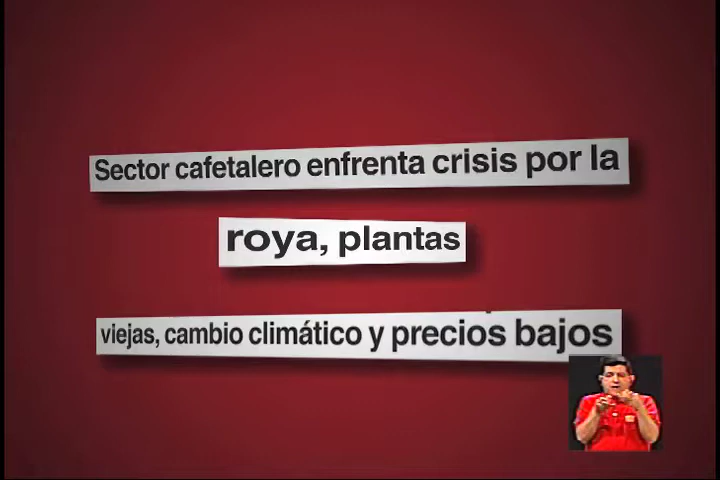 Sector cafetalero enfrenta crisis por la
roya, plantas
viejas, cambio climático y precios bajos